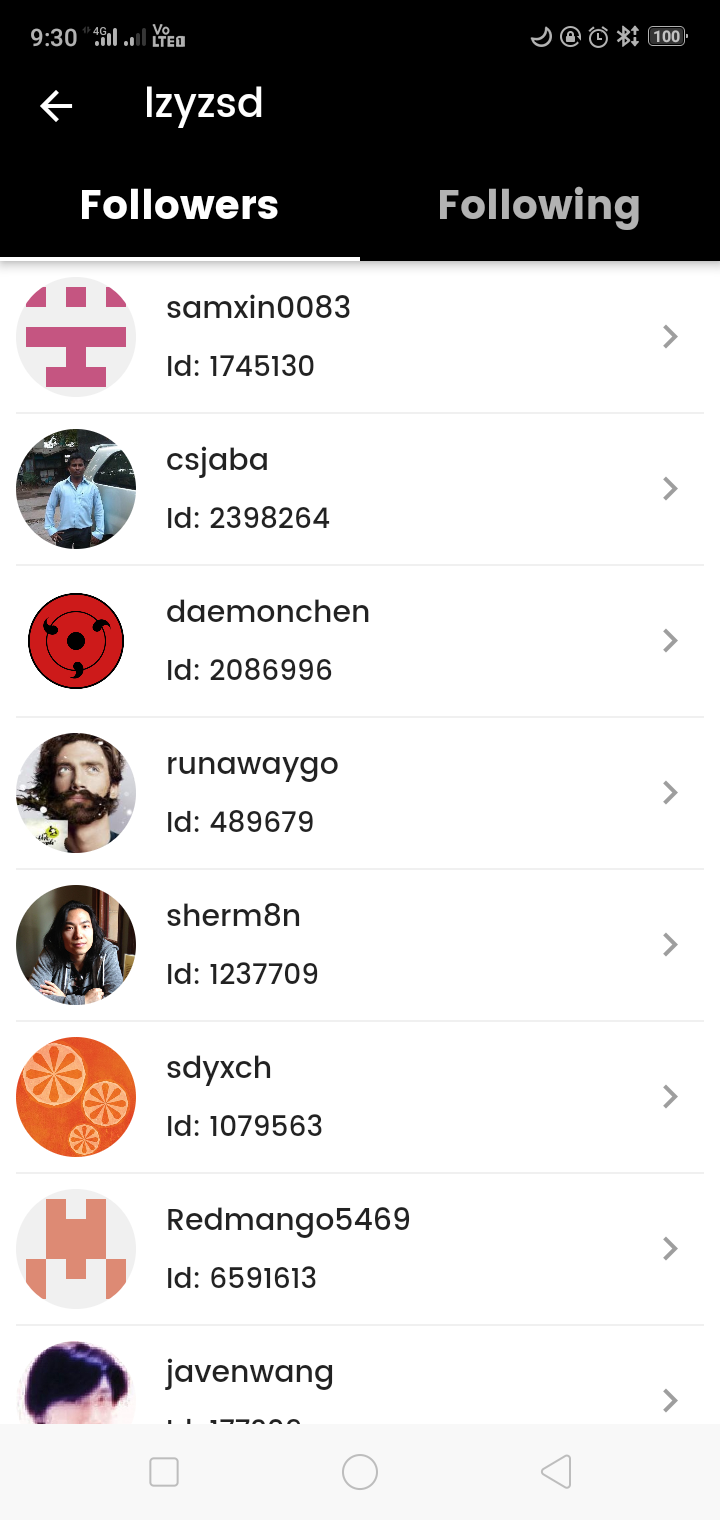 9:30 4G Vo LTE 1 100
lzyzsd
Followers Following
samxin0083
Id: 1745130
csjaba
Id: 2398264
daemonchen
Id: 2086996
runawaygo
Id: 489679
sherm8n
Id: 1237709
sdyxch
Id: 1079563
Redmango5469
Id: 6591613
javenwang